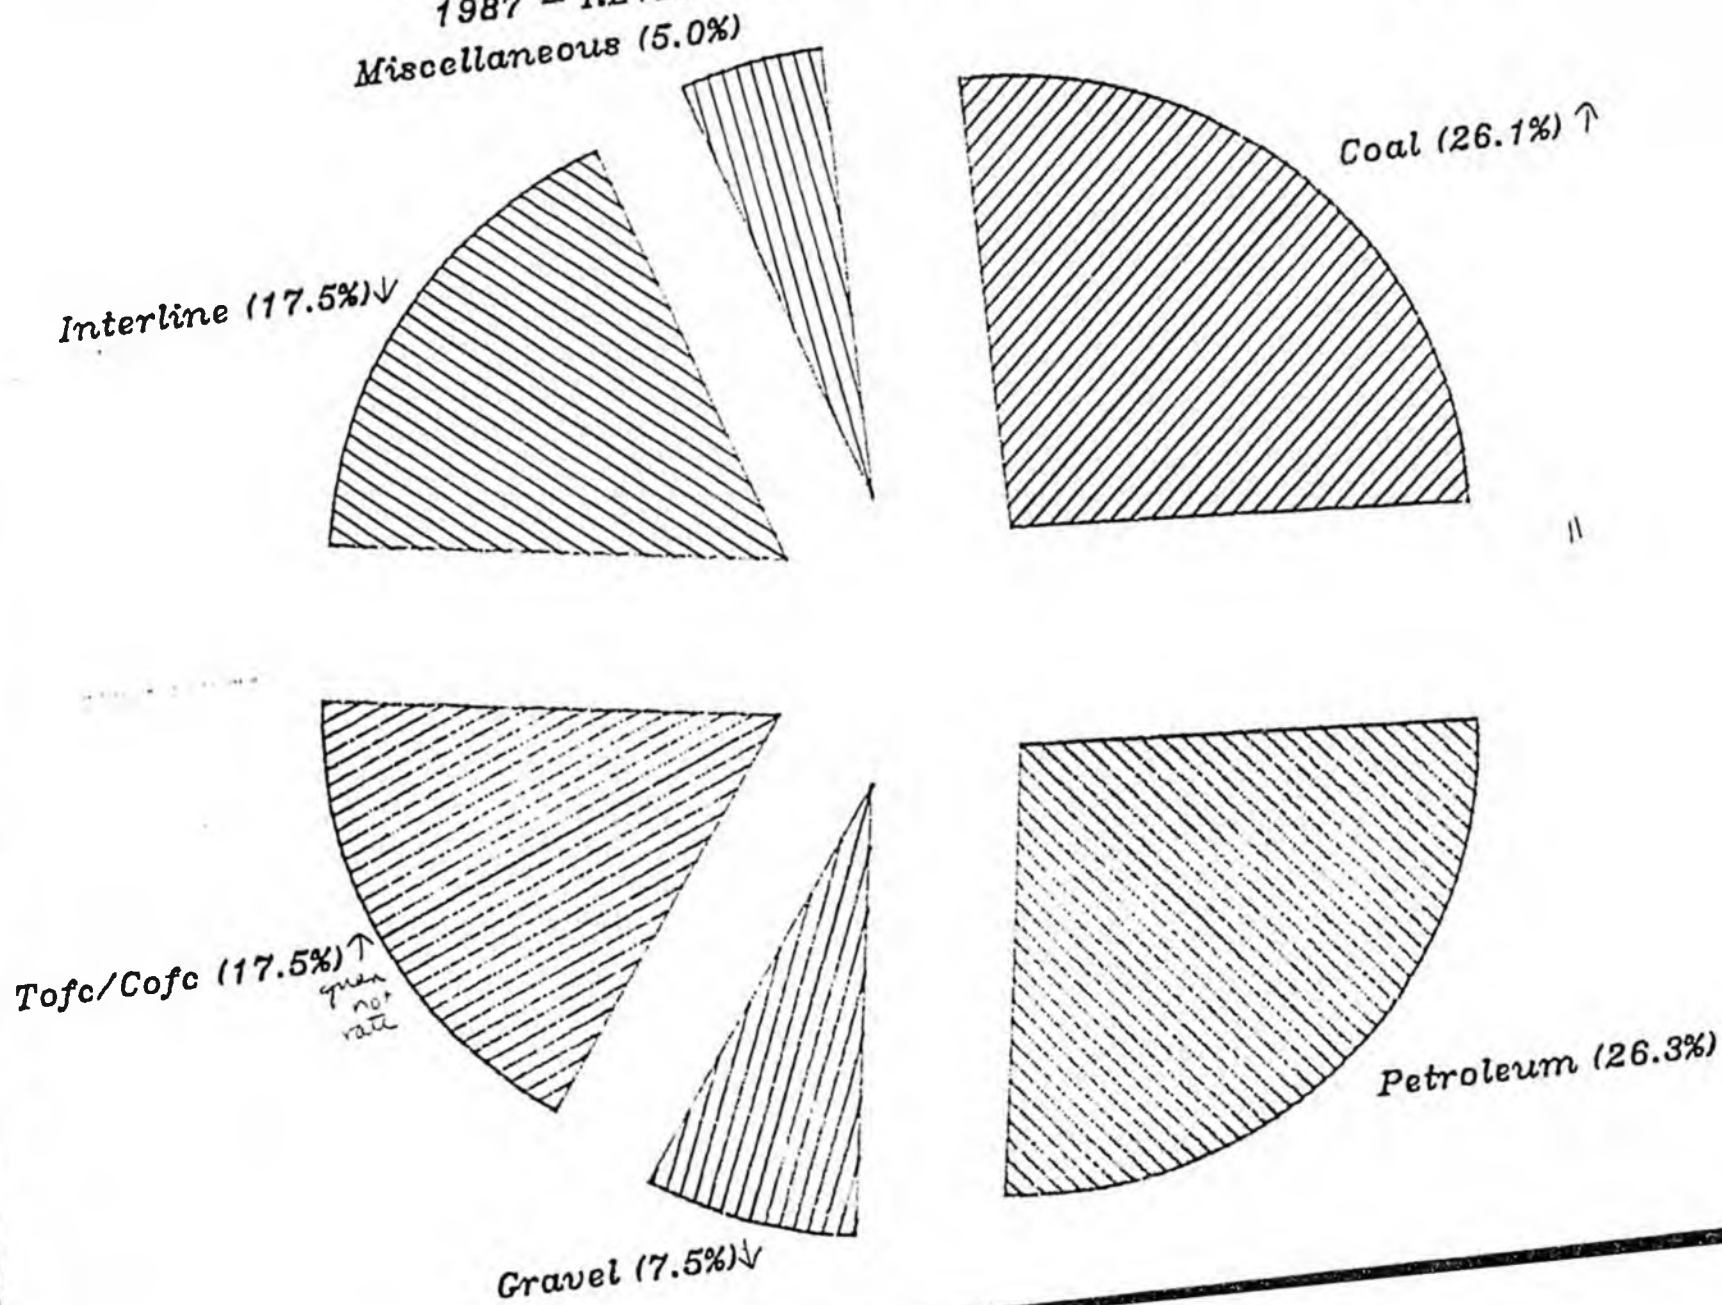 1987 –
Miscellaneous (5.0%)
Coal (26.1%) ↑
Interline (17.5%) ↓
Tofc/Cofc (17.5%) ↑
not
rate
Petroleum (26.3%)
Gravel (7.5%) ↓